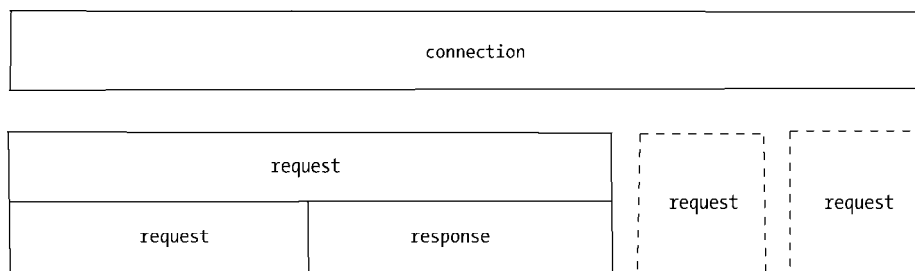 connection
request
request
response
request
request